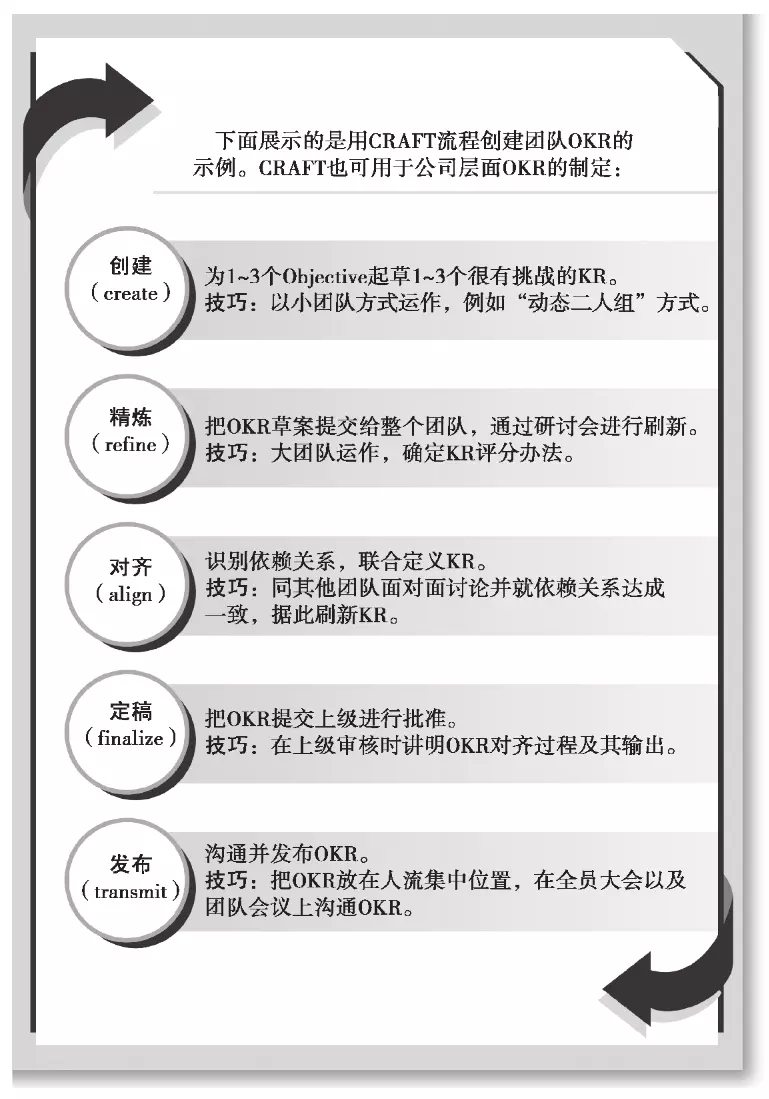 下面展示的是用CRAFT流程创建团队OKR的
示例。CRAFT也可用于公司层面OKR的制定：
创建
（create）
为1~3个Objective起草1~3个很有挑战的KR。
技巧：以小团队方式运作，例如“动态二人组”方式。
精炼
（refine）
把OKR草案提交给整个团队，通过研讨会进行刷新。
技巧：大团队运作，确定KR评分办法。
对齐
（align）
识别依赖关系，联合定义KR。
技巧：同其他团队面对面讨论并就依赖关系达成
一致，据此刷新KR。
定稿
（finalize）
把OKR提交上级进行批准。
技巧：在上级审核时讲明OKR对齐过程及其输出。
发布
（transmit）
沟通并发布OKR。
技巧：把OKR放在人流集中位置，在全员大会以及
团队会议上沟通OKR。